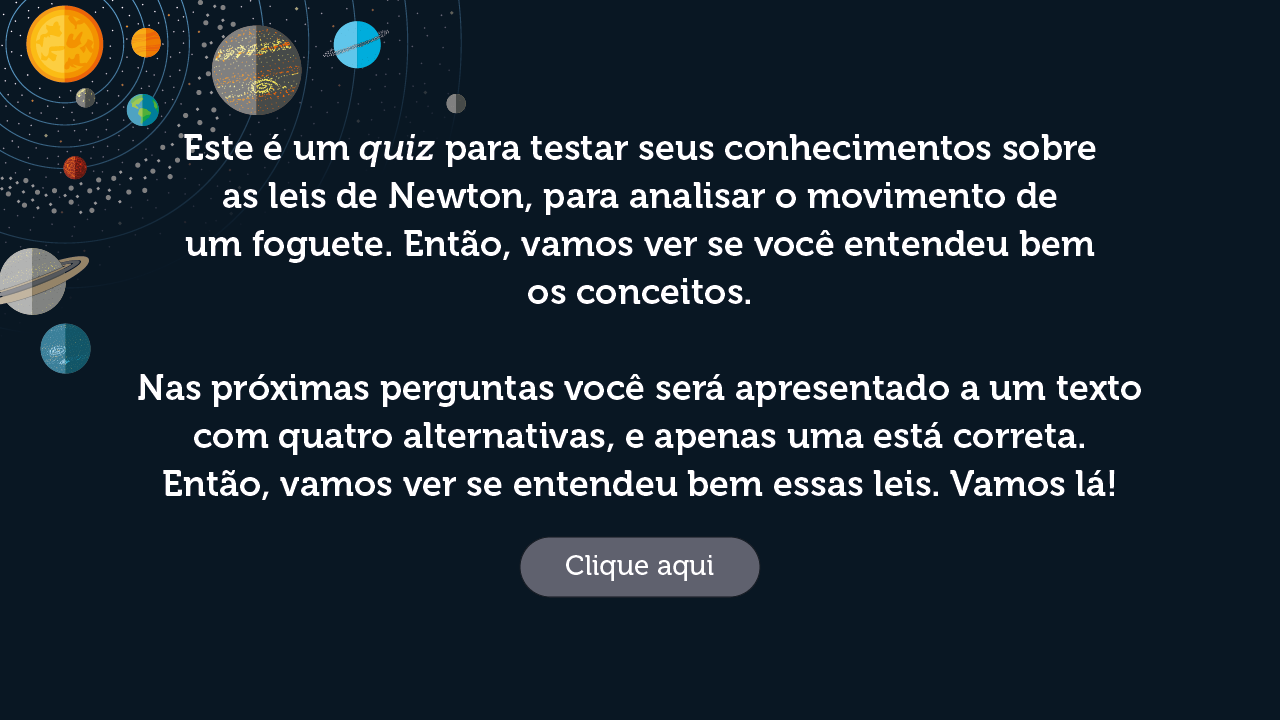 Este é um quiz para testar seus conhecimentos sobre
as leis de Newton, para analisar o movimento de
um foguete. Então, vamos ver se você entendeu bem
os conceitos.
Nas próximas perguntas você será apresentado a um texto
com quatro alternativas, e apenas uma está correta.
Então, vamos ver se entendeu bem essas leis. Vamos lá!
Clique aqui